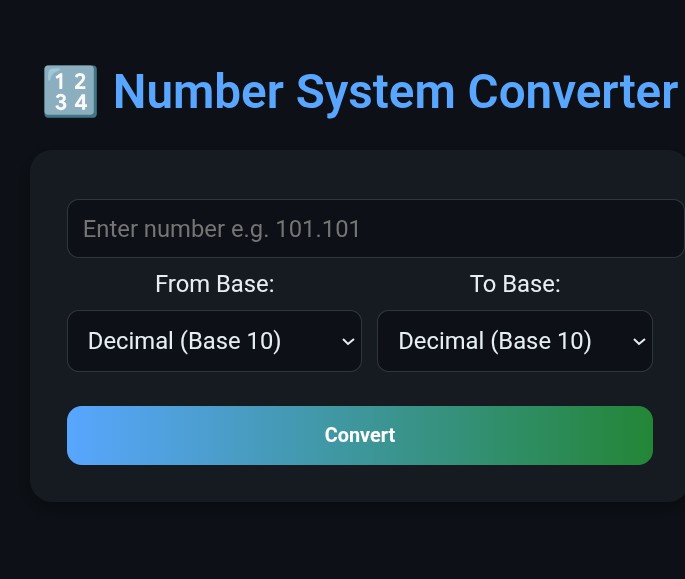 🔢 Number System Converter
Enter number e.g. 101.101
From Base: To Base:
Decimal (Base 10) Decimal (Base 10)
Convert